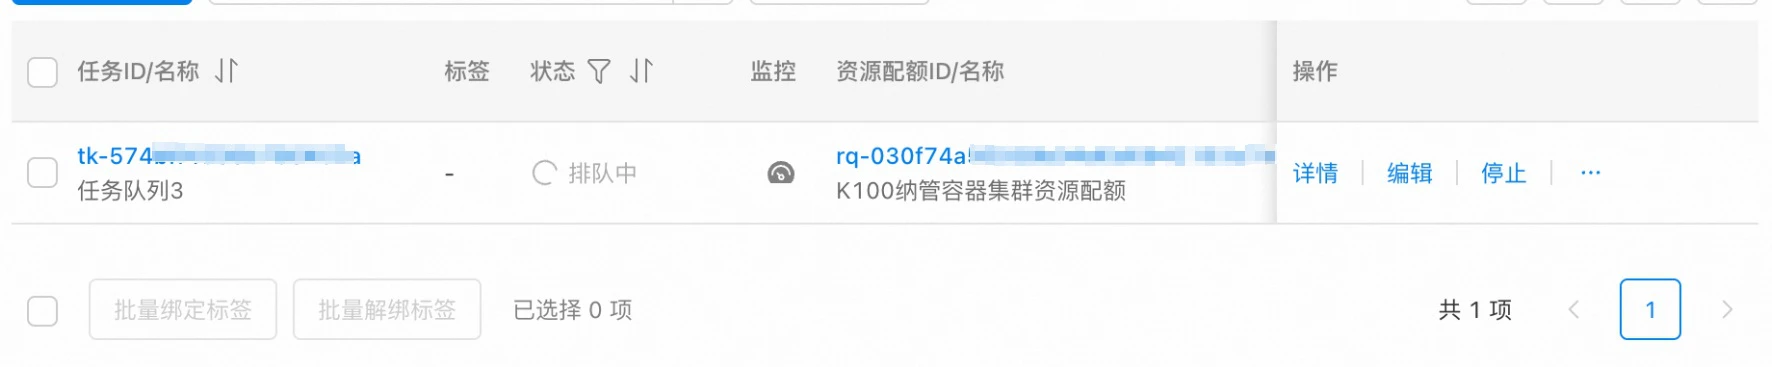 任务ID/名称 标签 状态 监控 资源配额ID/名称 操作
tk-574 a rq-030f74a
任务队列3 - 排队中 K100纳管容器集群资源配额 详情 编辑 停止 ...
批量绑定标签 批量解绑标签 已选择 0 项 共 1 项 1